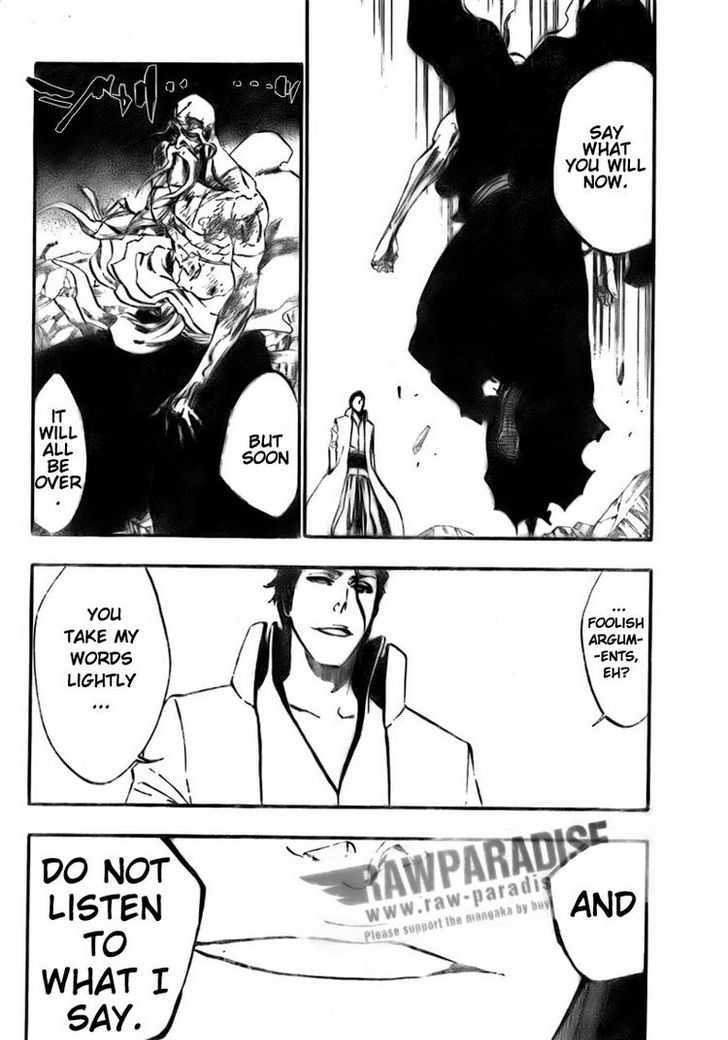 SAY
WHAT
YOU WILL
NOW.
BUT
SOON
IT
WILL
ALL
BE
OVER
.
...
FOOLISH
ARGUM-
-ENTS,
EH?
YOU
TAKE MY
WORDS
LIGHTLY
...
AND
DO NOT
LISTEN
TO
WHAT I
SAY.
RAWPARADISE
www.raw-paradis
Please support the mangaka by buy